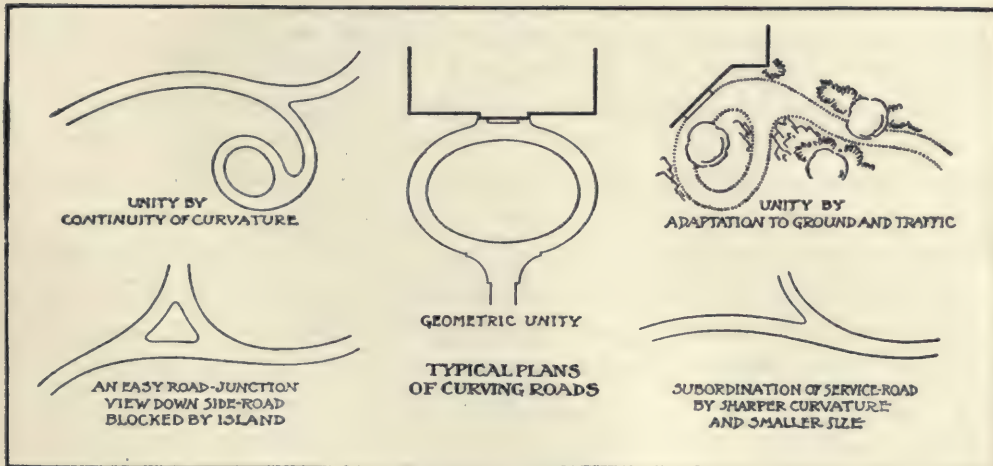 UNITY BY
CONTINUITY OF CURVATURE
GEOMETRIC UNITY
UNITY BY
ADAPTATION TO GROUND AND TRAFFIC
AN EASY ROAD-JUNCTION
VIEW DOWN SIDE-ROAD
BLOCKED BY ISLAND
TYPICAL PLANS
OF CURVING ROADS
SUBORDINATION OF SERVICE-ROAD
BY SHARPER CURVATURE
AND SMALLER SIZE